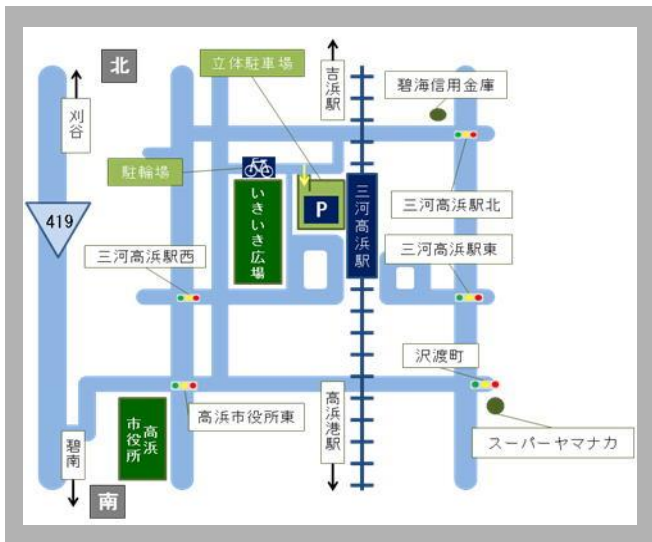 北
立体駐車場
吉浜駅
碧海信用金庫
刈谷
駐輪場
いきいき広場
P
三河高浜駅
三河高浜駅北
419
三河高浜駅西
三河高浜駅東
沢渡町
高浜市役所東
高浜港駅
高浜
市役所
スーパーヤマナカ
碧南
南